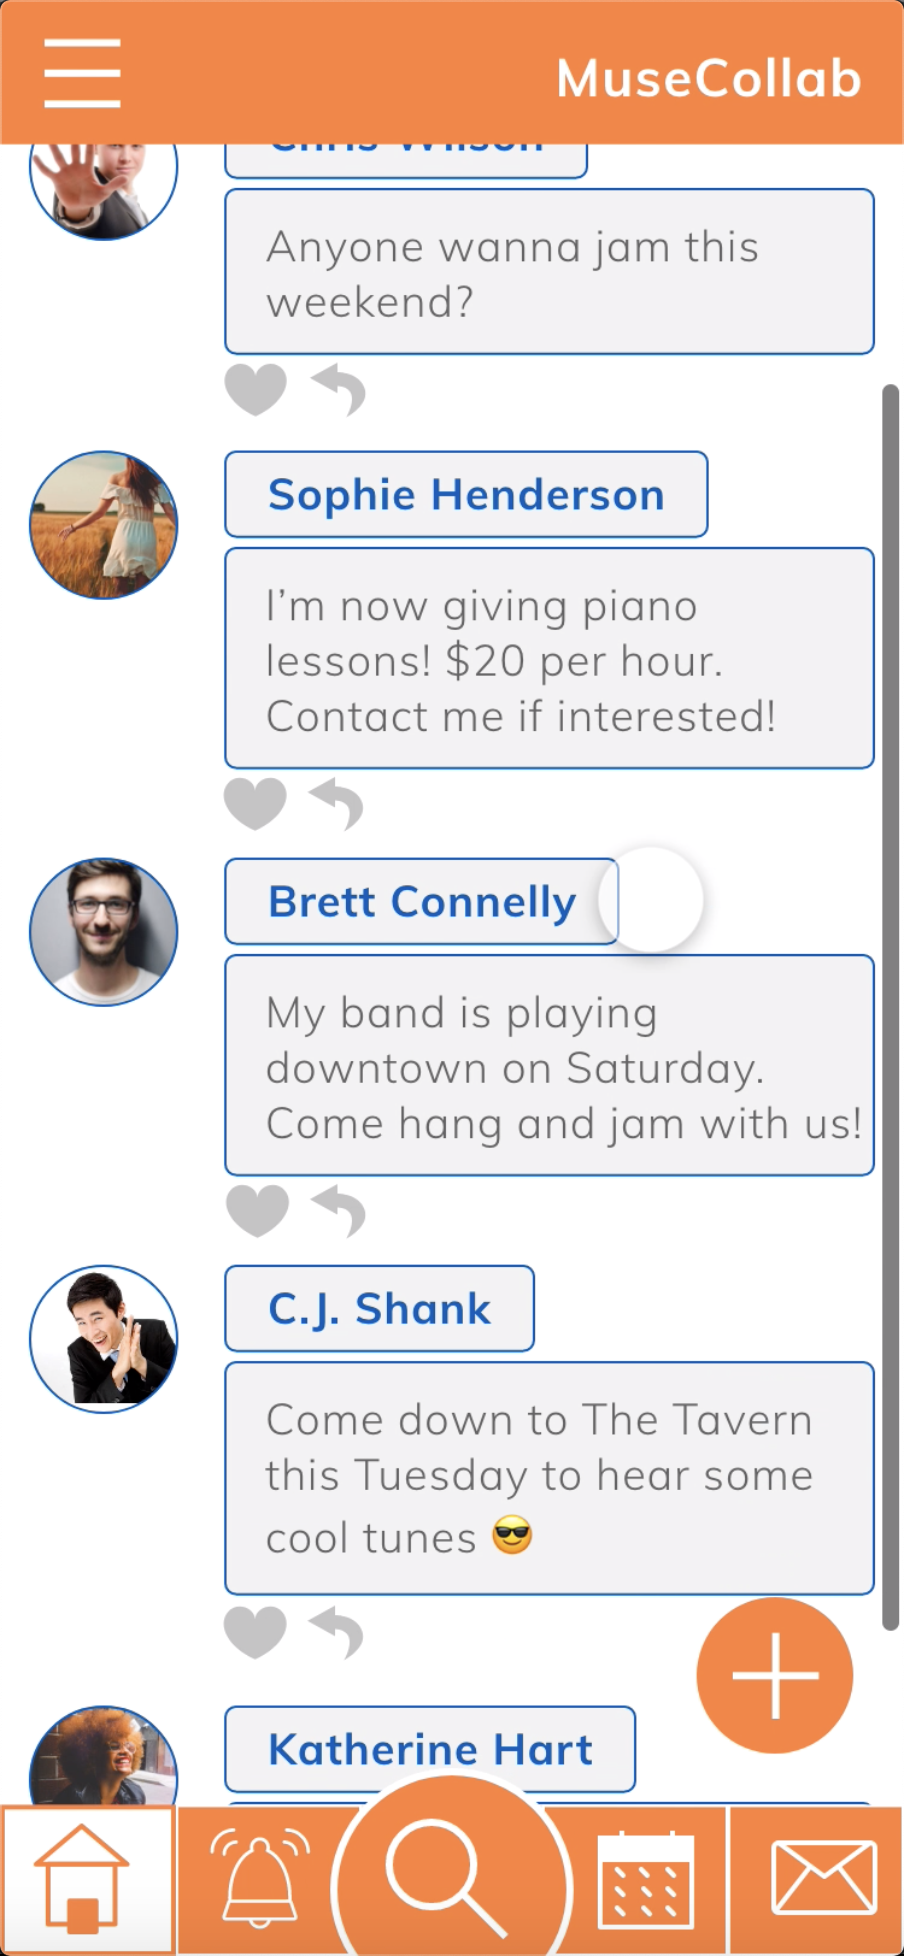 MuseCollab
Chris Wilson
Anyone wanna jam this
weekend?
Sophie Henderson
I’m now giving piano
lessons! $20 per hour.
Contact me if interested!
Brett Connelly
My band is playing
downtown on Saturday.
Come hang and jam with us!
C.J. Shank
Come down to The Tavern
this Tuesday to hear some
cool tunes 😎
Katherine Hart